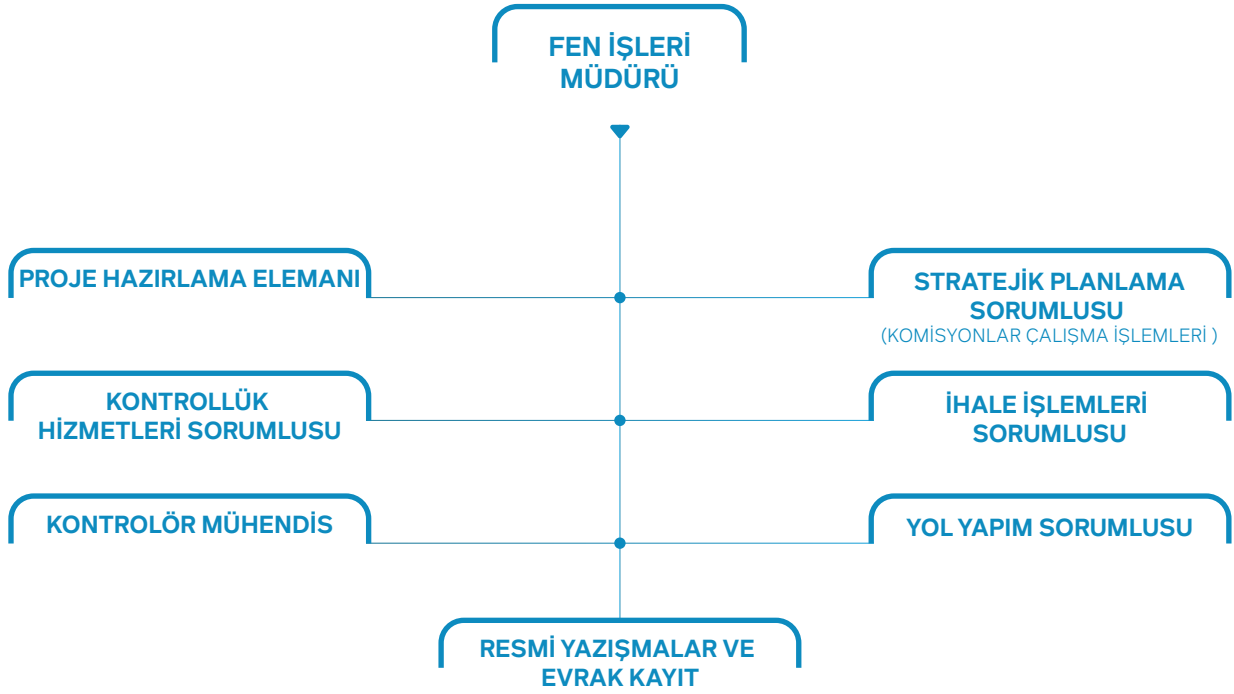 FEN İŞLERİ
MÜDÜRÜ
PROJE HAZIRLAMA ELEMANI
STRATEJİK PLANLAMA
SORUMLUSU
(KOMİSYONLAR ÇALIŞMA İŞLEMLERİ )
KONTROLLÜK
HİZMETLERİ SORUMLUSU
İHALE İŞLEMLERİ
SORUMLUSU
KONTROLÖR MÜHENDİS
YOL YAPIM SORUMLUSU
RESMİ YAZIŞMALAR VE
EVRAK KAYIT